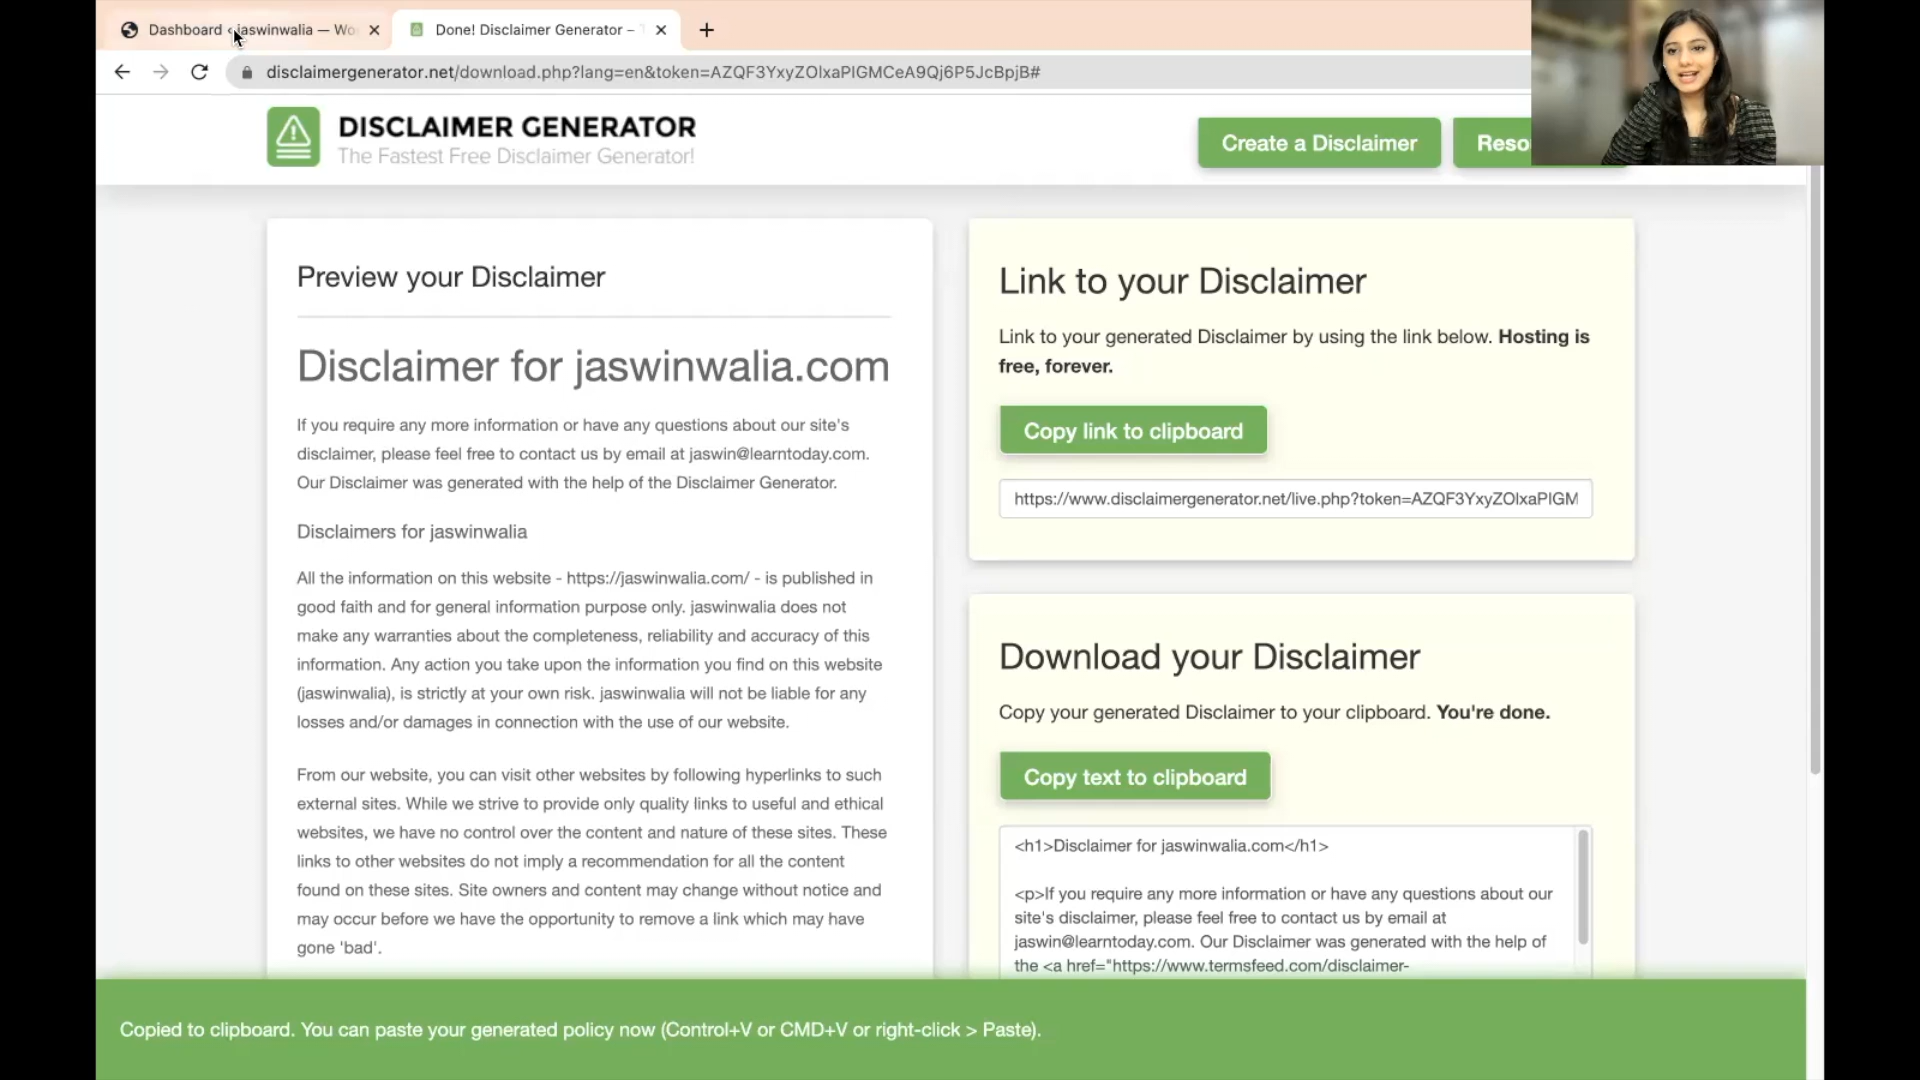 Dashboard ‹ jaswinwalia — Wo
Done! Disclaimer Generator –
disclaimergenerator.net/download.php?lang=en&token=AZQF3YxyZOlxaPIGMCeA9Qj6P5JcBpjB#
DISCLAIMER GENERATOR
The Fastest Free Disclaimer Generator!
Create a Disclaimer
Reso
Preview your Disclaimer
Disclaimer for jaswinwalia.com
If you require any more information or have any questions about our site's
disclaimer, please feel free to contact us by email at jaswin@learntoday.com.
Our Disclaimer was generated with the help of the Disclaimer Generator.
Disclaimers for jaswinwalia
All the information on this website - https://jaswinwalia.com/ - is published in
good faith and for general information purpose only. jaswinwalia does not
make any warranties about the completeness, reliability and accuracy of this
information. Any action you take upon the information you find on this website
(jaswinwalia), is strictly at your own risk. jaswinwalia will not be liable for any
losses and/or damages in connection with the use of our website.
From our website, you can visit other websites by following hyperlinks to such
external sites. While we strive to provide only quality links to useful and ethical
websites, we have no control over the content and nature of these sites. These
links to other websites do not imply a recommendation for all the content
found on these sites. Site owners and content may change without notice and
may occur before we have the opportunity to remove a link which may have
gone 'bad'.
Link to your Disclaimer
Link to your generated Disclaimer by using the link below. Hosting is
free, forever.
Copy link to clipboard
https://www.disclaimergenerator.net/live.php?token=AZQF3YxyZOlxaPIGM
Download your Disclaimer
Copy your generated Disclaimer to your clipboard. You're done.
Copy text to clipboard
<h1>Disclaimer for jaswinwalia.com</h1>
<p>If you require any more information or have any questions about our
site's disclaimer, please feel free to contact us by email at
jaswin@learntoday.com. Our Disclaimer was generated with the help of
the <a href="https://www.termsfeed.com/disclaimer-
Copied to clipboard. You can paste your generated policy now (Control+V or CMD+V or right-click > Paste).